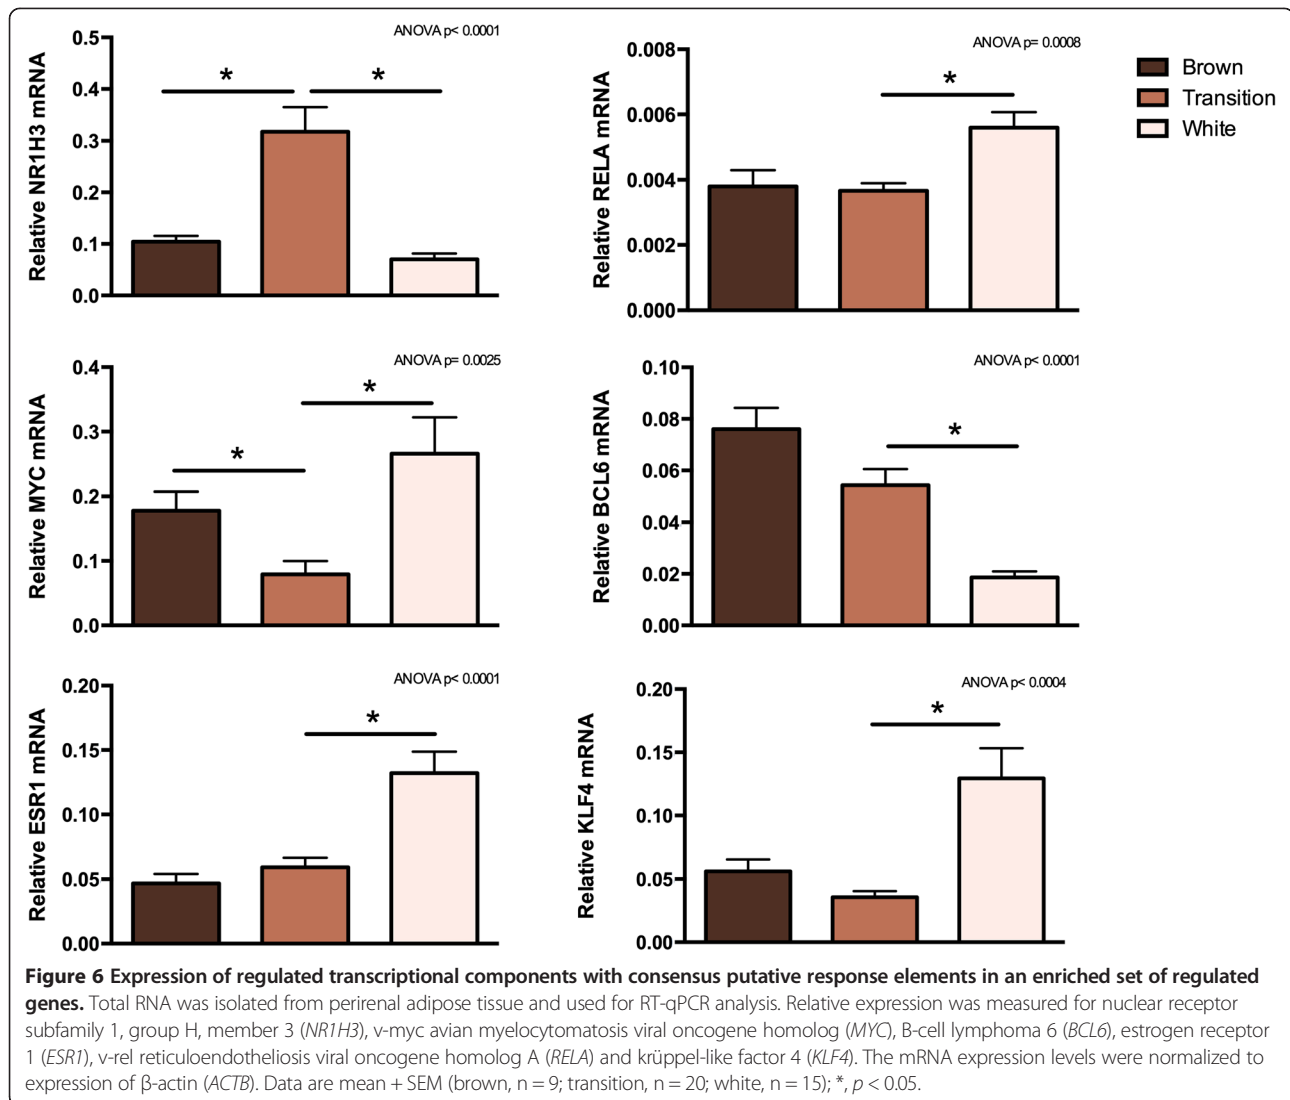 ANOVA p< 0.0001
Relative NR1H3 mRNA
0.5
0.4
0.3
0.2
0.1
0.0
*
*
ANOVA p= 0.0008
Relative RELA mRNA
0.008
0.006
0.004
0.002
0.000
*
Brown
Transition
White
ANOVA p= 0.0025
Relative MYC mRNA
0.4
0.3
0.2
0.1
0.0
*
*
ANOVA p< 0.0001
Relative BCL6 mRNA
0.10
0.08
0.06
0.04
0.02
0.00
*
ANOVA p< 0.0001
Relative ESR1 mRNA
0.20
0.15
0.10
0.05
0.00
*
ANOVA p< 0.0004
Relative KLF4 mRNA
0.20
0.15
0.10
0.05
0.00
*
Figure 6 Expression of regulated transcriptional components with consensus putative response elements in an enriched set of regulated
genes. Total RNA was isolated from perirenal adipose tissue and used for RT-qPCR analysis. Relative expression was measured for nuclear receptor
subfamily 1, group H, member 3 (NR1H3), v-myc avian myelocytomatosis viral oncogene homolog (MYC), B-cell lymphoma 6 (BCL6), estrogen receptor
1 (ESR1), v-rel reticuloendotheliosis viral oncogene homolog A (RELA) and krüppel-like factor 4 (KLF4). The mRNA expression levels were normalized to
expression of β-actin (ACTB). Data are mean + SEM (brown, n = 9; transition, n = 20; white, n = 15); *, p < 0.05.